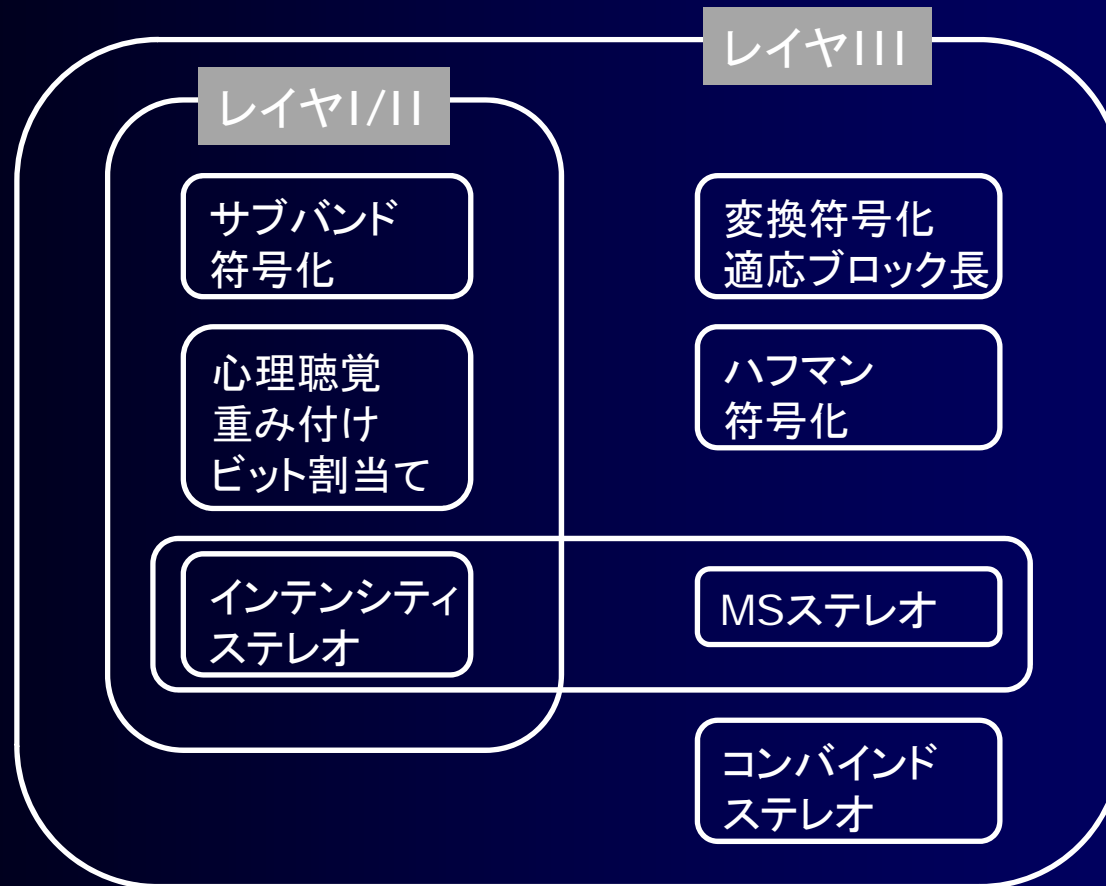 レイヤIII
レイヤI/II
サブバンド
符号化
心理聴覚
重み付け
ビット割当て
インテンシティ
ステレオ
変換符号化
適応ブロック長
ハフマン
符号化
MSステレオ
コンバインド
ステレオ